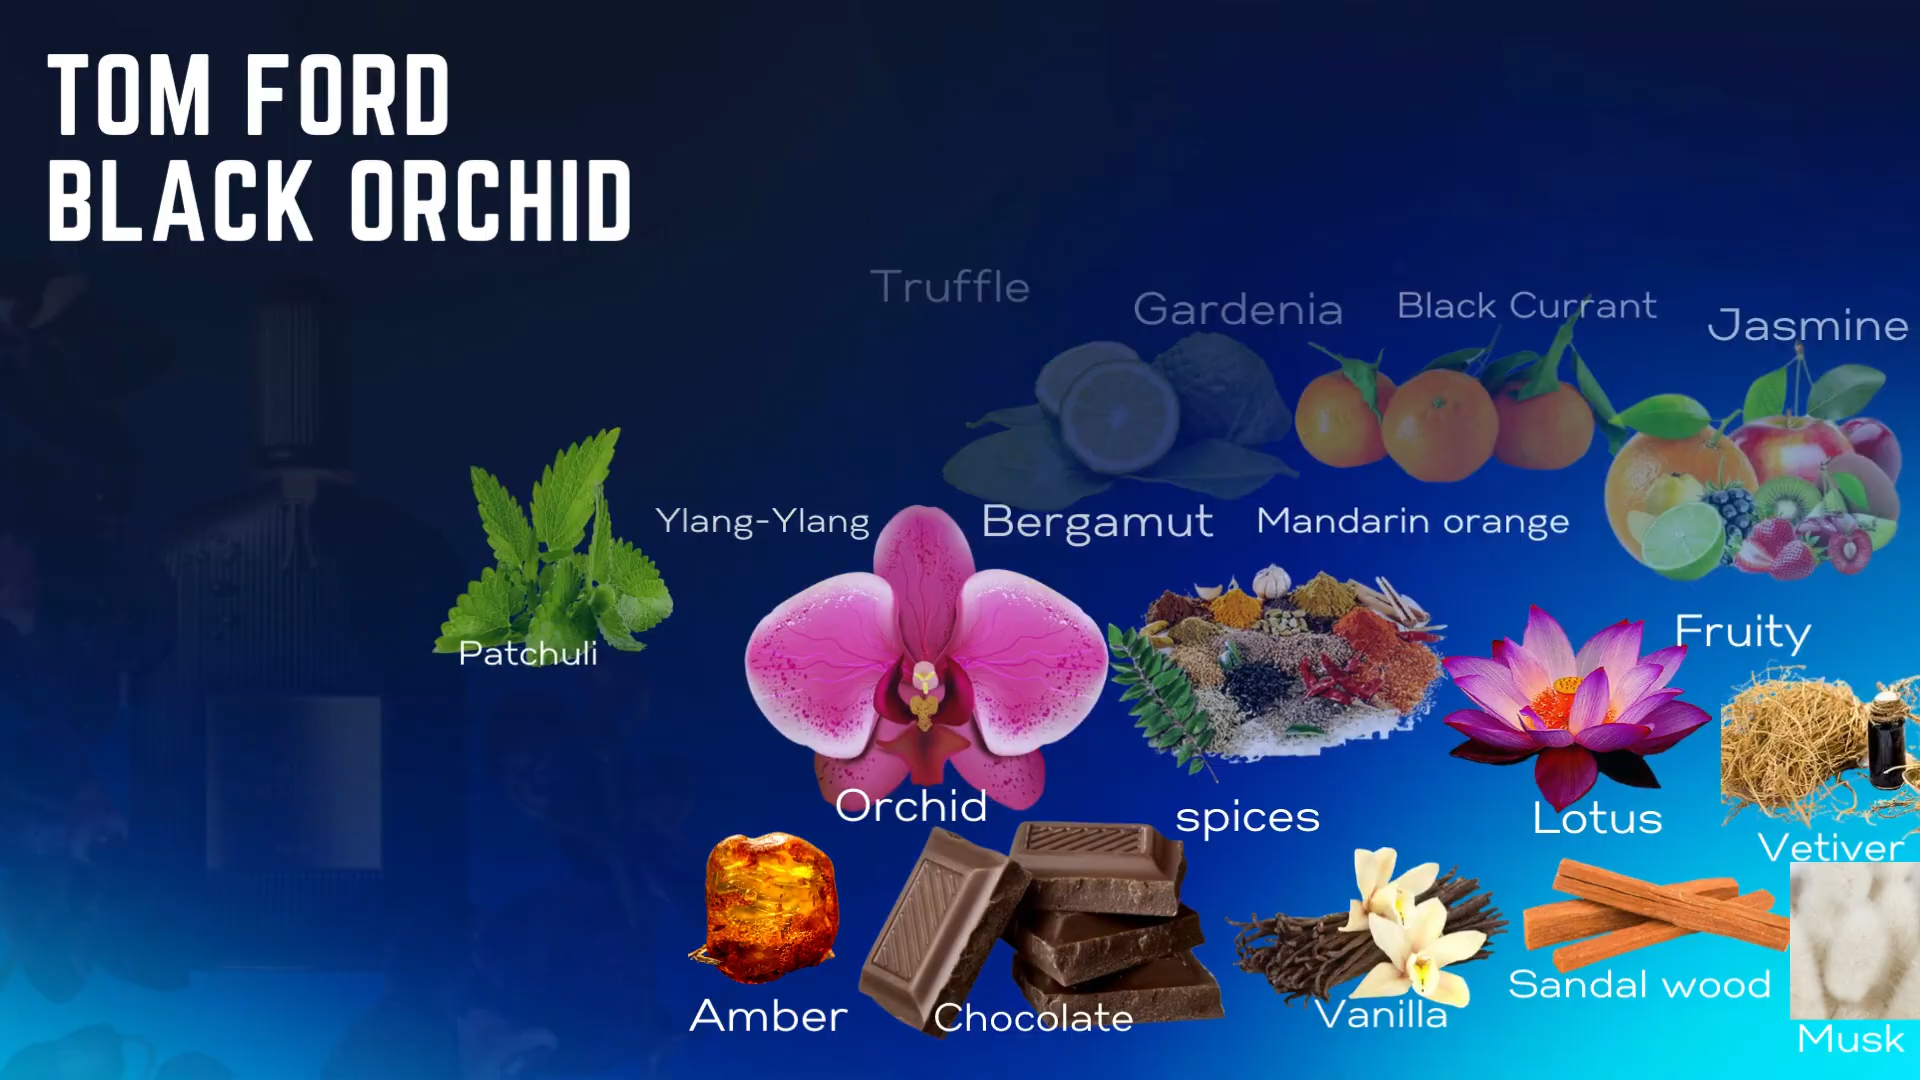 TOM FORD
BLACK ORCHID
Truffle
Gardenia
Black Currant
Jasmine
Ylang-Ylang
Bergamut
Mandarin orange
Fruity
Patchuli
Orchid
spices
Lotus
Vetiver
Amber
Chocolate
Vanilla
Sandal wood
Musk